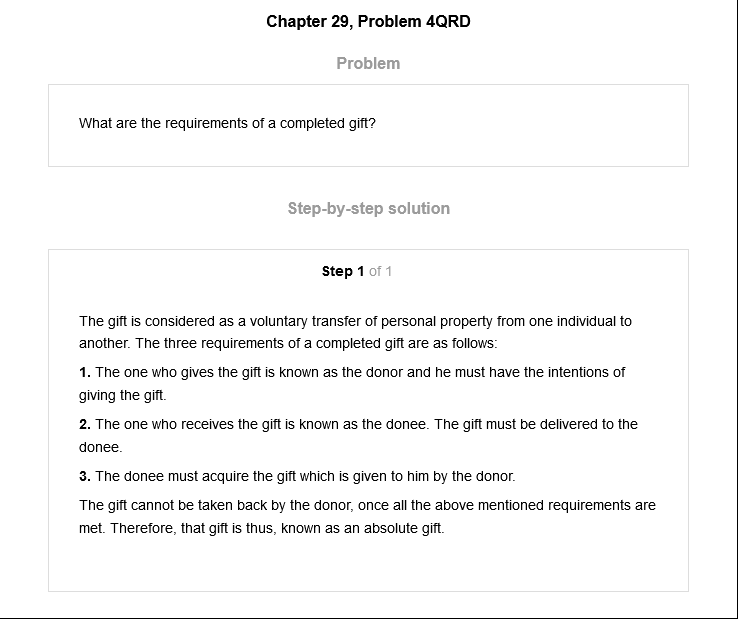 Chapter 29, Problem 4QRD
Problem
What are the requirements of a completed gift?
Step-by-step solution
Step 1 of 1
The gift is considered as a voluntary transfer of personal property from one individual to
another. The three requirements of a completed gift are as follows:
1. The one who gives the gift is known as the donor and he must have the intentions of
giving the gift.
2. The one who receives the gift is known as the donee. The gift must be delivered to the
donee.
3. The donee must acquire the gift which is given to him by the donor.
The gift cannot be taken back by the donor, once all the above mentioned requirements are
met. Therefore, that gift is thus, known as an absolute gift.